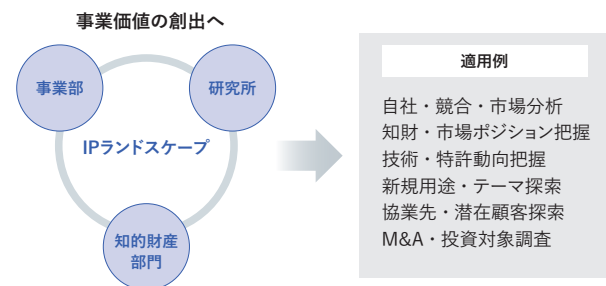 事業価値の創出へ
事業部
研究所
IPランドスケープ
知的財産
部門
適用例
自社・競合・市場分析
知財・市場ポジション把握
技術・特許動向把握
新規用途・テーマ探索
協業先・潜在顧客探索
M&A・投資対象調査